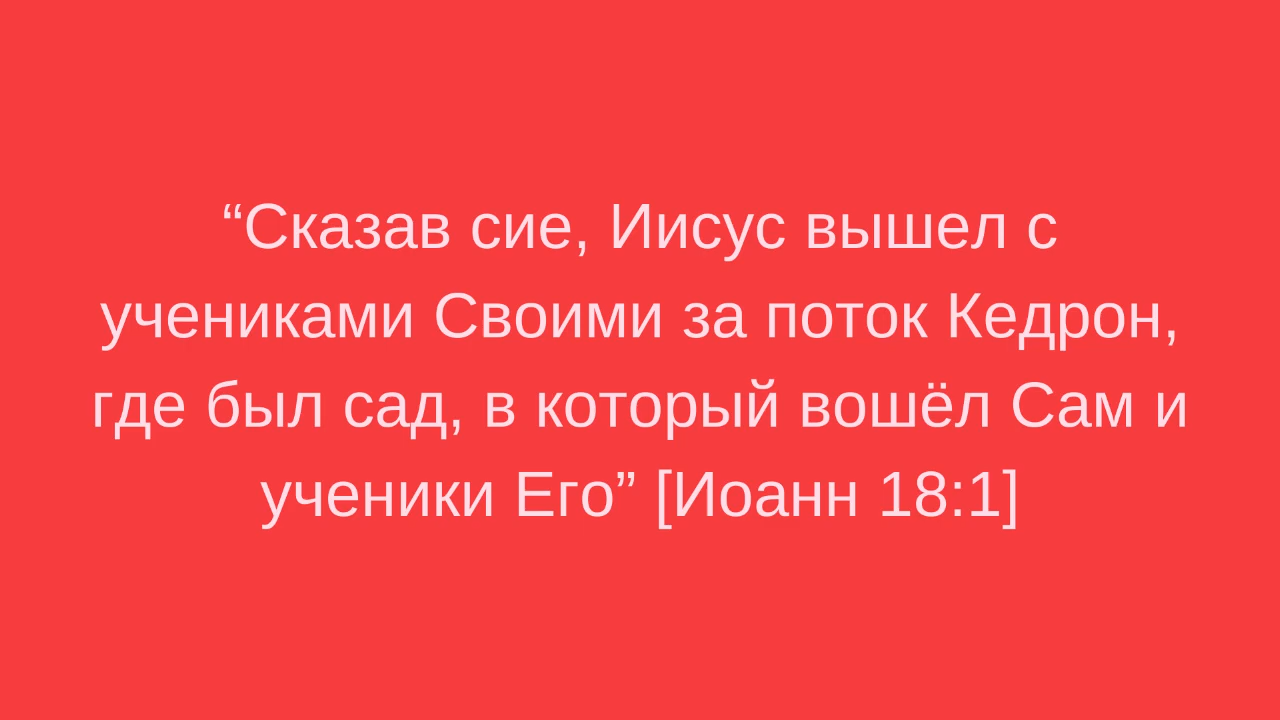 “Сказав сие, Иисус вышел с
учениками Своими за поток Кедрон,
где был сад, в который вошёл Сам и
ученики Его” [Иоанн 18:1]